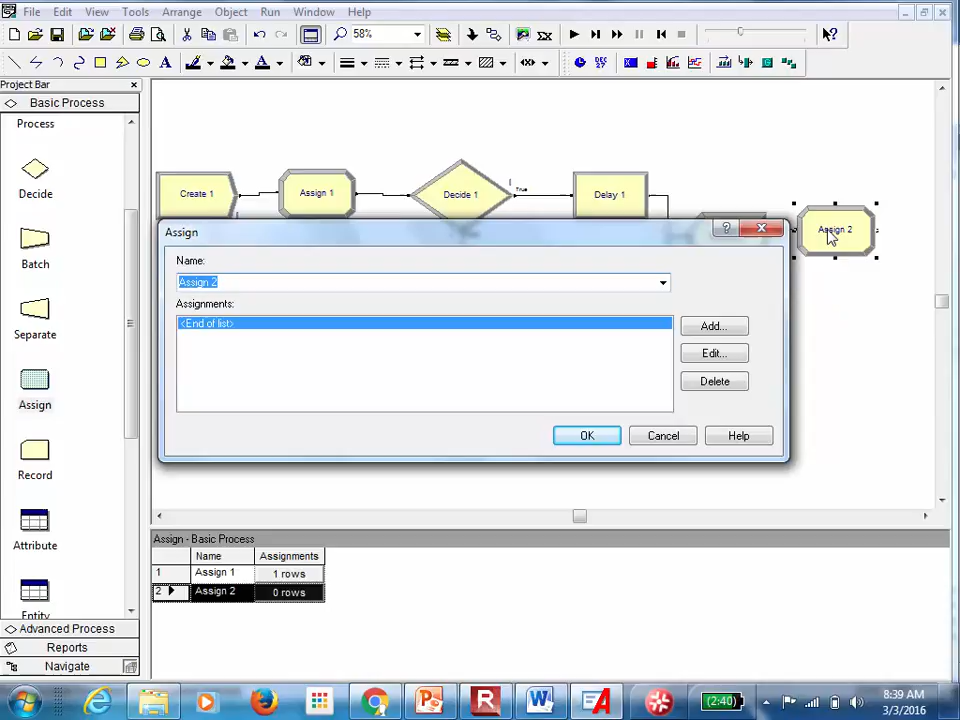 File Edit View Tools Arrange Object Run Window Help
58%
Project Bar
Basic Process
Process
Decide
Batch
Separate
Assign
Record
Attribute
Entity
Advanced Process
Reports
Navigate
Create 1
Assign 1
Decide 1
True
Delay 1
Assign 2
Assign
Name:
Assign 2
Assignments:
<End of list>
Add...
Edit...
Delete
OK
Cancel
Help
Assign - Basic Process
Name Assignments
1 Assign 1 1 rows
2 Assign 2 0 rows
(2:40)
8:39 AM
3/3/2016